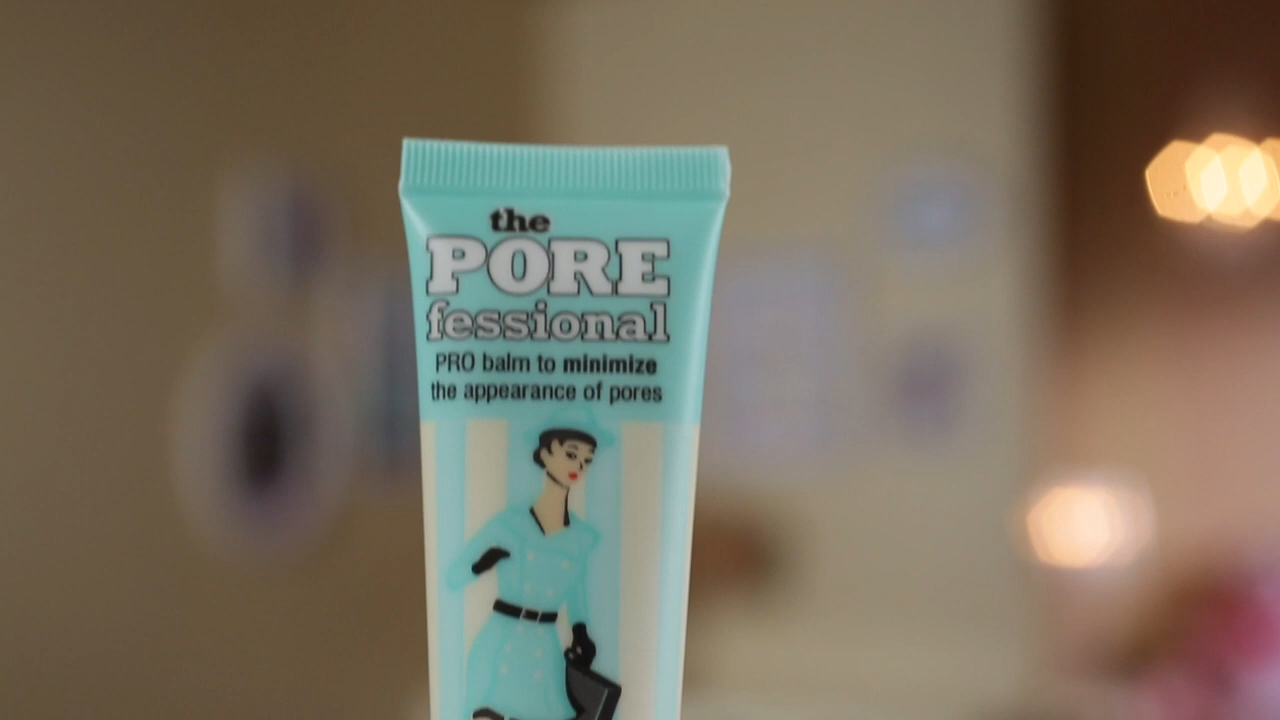 the
PORE
fessional
PRO balm to minimize
the appearance of pores